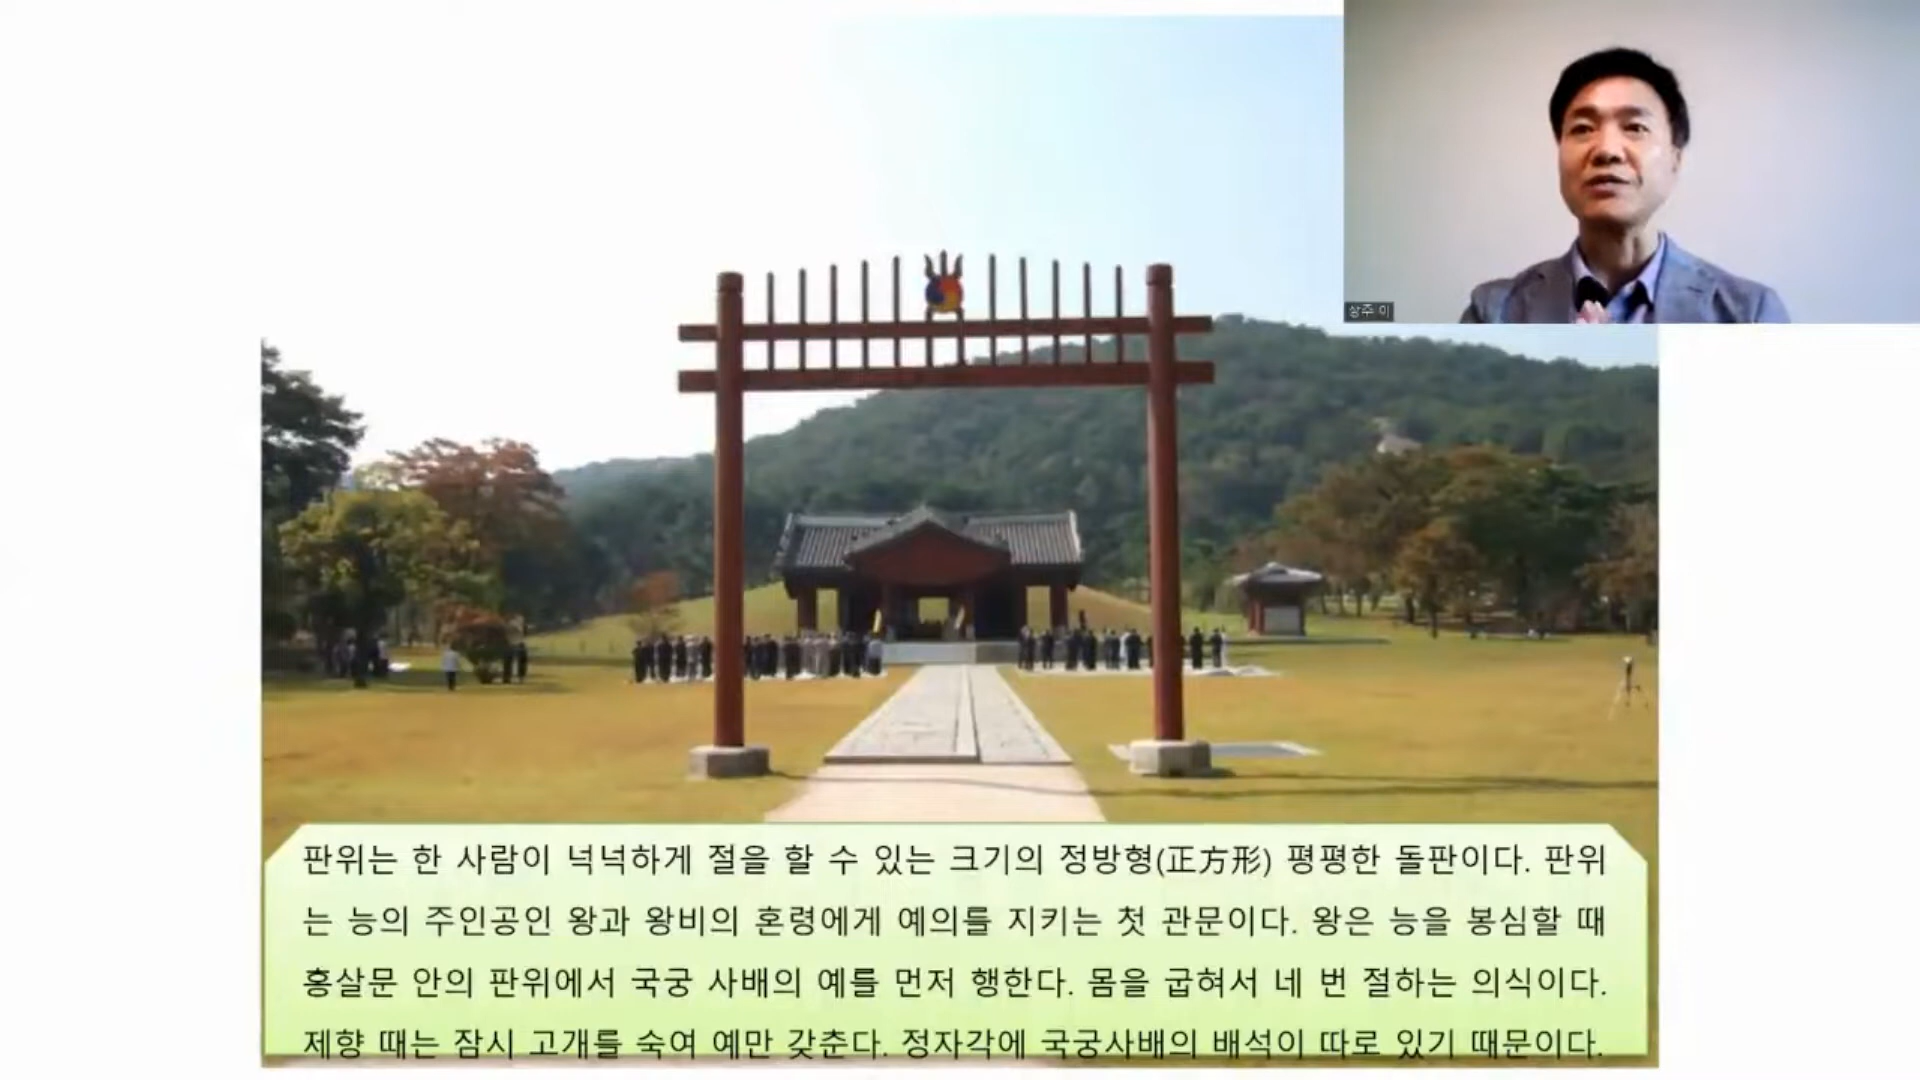 상주 이
판위는 한 사람이 넉넉하게 절을 할 수 있는 크기의 정방형(正方形) 평평한 돌판이다. 판위
는 능의 주인공인 왕과 왕비의 혼령에게 예의를 지키는 첫 관문이다. 왕은 능을 봉심할 때
홍살문 안의 판위에서 국궁 사배의 예를 먼저 행한다. 몸을 굽혀서 네 번 절하는 의식이다.
제향 때는 잠시 고개를 숙여 예만 갖춘다. 정자각에 국궁사배의 배석이 따로 있기 때문이다.